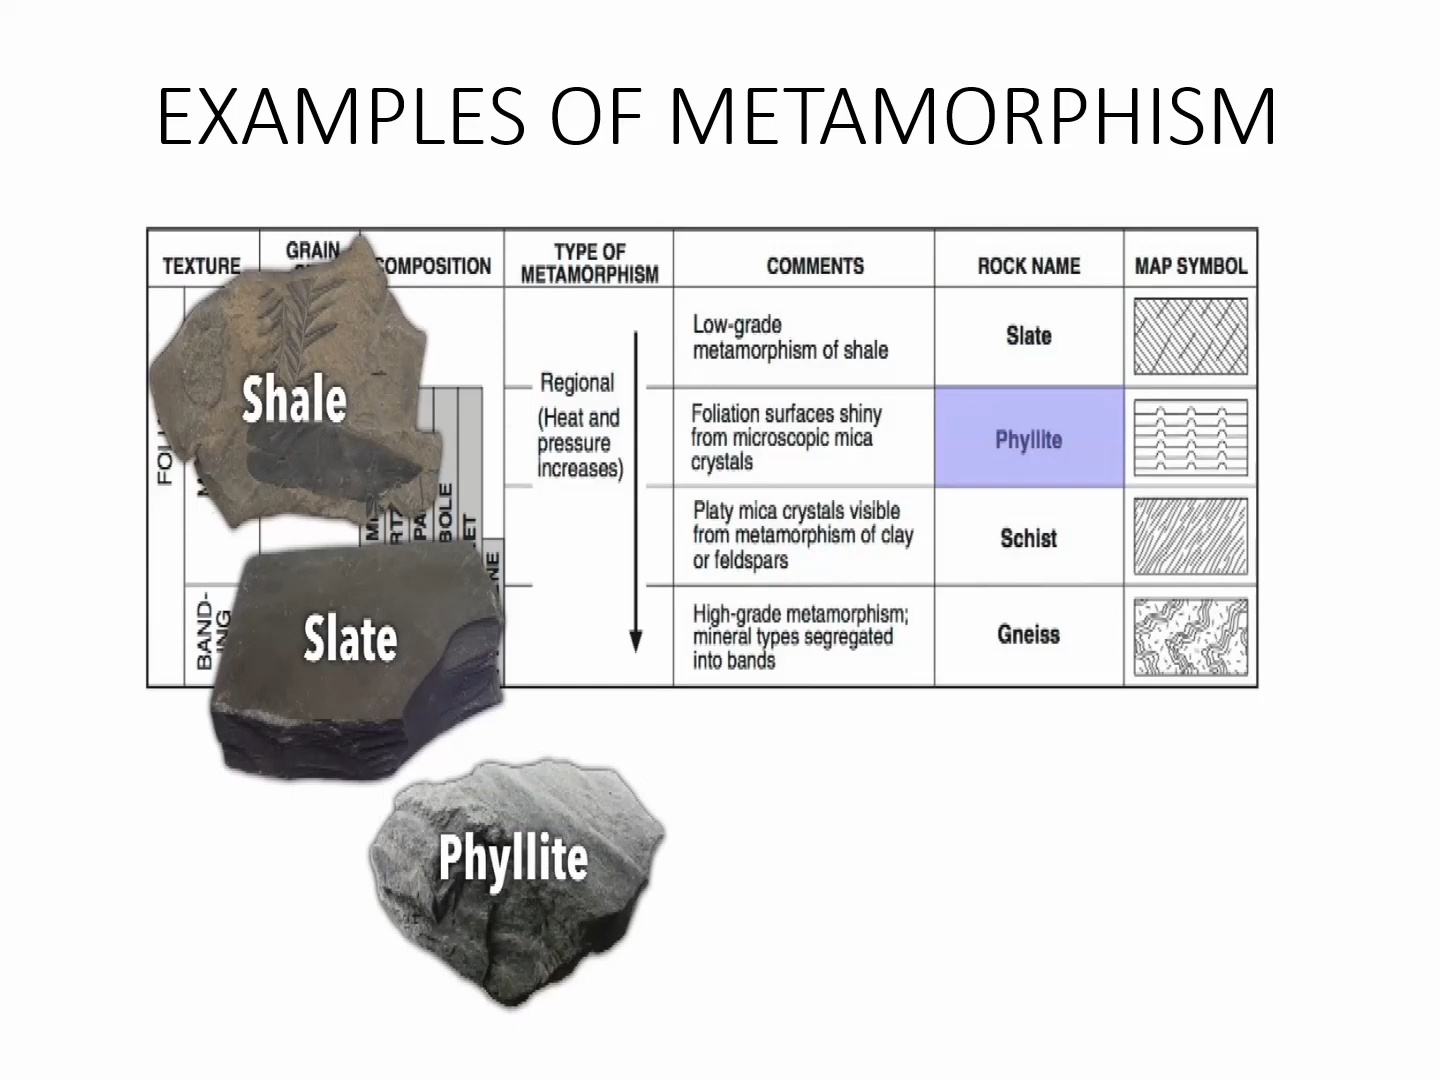 EXAMPLES OF METAMORPHISM
TEXTURE
GRAIN
COMPOSITION
TYPE OF
METAMORPHISM
COMMENTS
ROCK NAME
MAP SYMBOL
Low-grade
metamorphism of shale
Slate
Regional
(Heat and
pressure
increases)
Foliation surfaces shiny
from microscopic mica
crystals
Phyllite
Platy mica crystals visible
from metamorphism of clay
or feldspars
Schist
BAND-
ING
High-grade metamorphism;
mineral types segregated
into bands
Gneiss
Shale
Slate
Phyllite